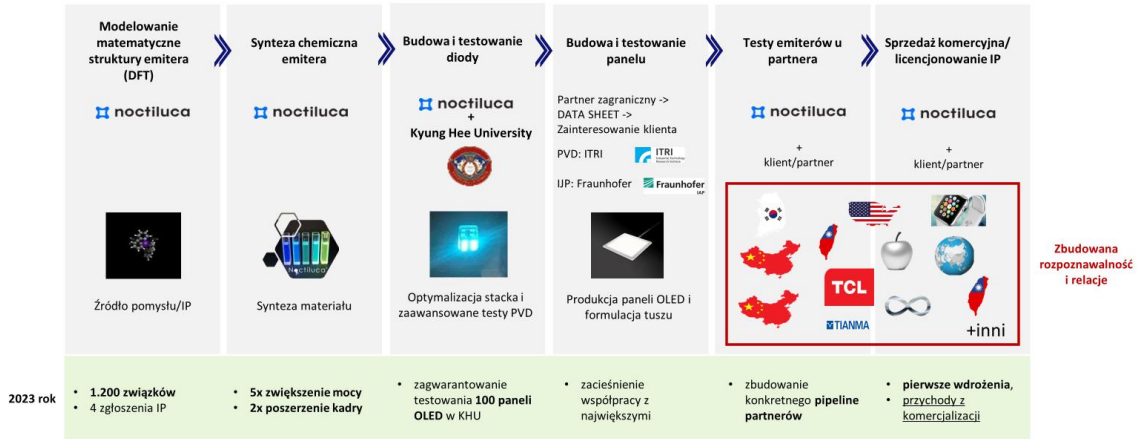 Modelowanie
matematyczne
struktury emitera
(DFT)
noctiluca
Źródło pomysłu/IP
Synteza chemiczna
emitera
noctiluca
Noctiluca
Synteza materiału
Budowa i testowanie
diody
noctiluca
+
Kyung Hee University
Optymalizacja stacka i
zaawansowane testy PVD
Budowa i testowanie
panelu
Partner zagraniczny ->
DATA SHEET ->
Zainteresowanie klienta
PVD: ITRI
ITRI
Industrial Technology
Research Institute
IJP: Fraunhofer
Fraunhofer
IAP
Produkcja paneli OLED i
formulacja tuszu
Testy emiterów u
partnera
noctiluca
+
klient/partner
TCL
TIANMA
Sprzedaż komercyjna/
licencjonowanie IP
noctiluca
+
klient/partner
+inni
Zbudowana
rozpoznawalność
i relacje
2023 rok
• 1.200 związków
• 4 zgłoszenia IP
• 5x zwiększenie mocy
• 2x poszerzenie kadry
• zagwarantowanie
testowania 100 paneli
OLED w KHU
• zacieśnienie
współpracy z
największymi
• zbudowanie
konkretnego pipeline
partnerów
• pierwsze wdrożenia,
• przychody z
komercjalizacji